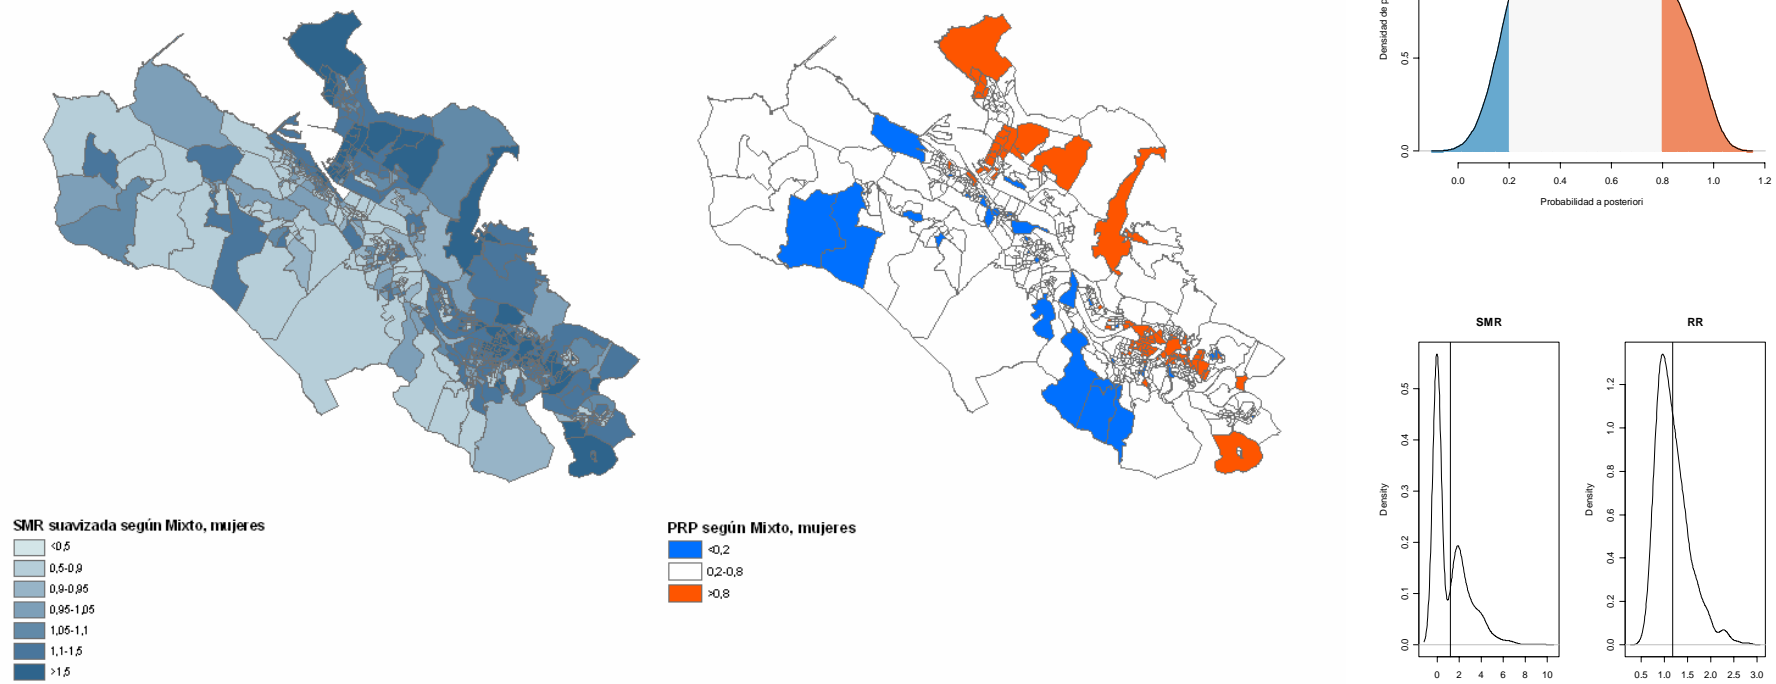 Densidad de p
0.5
0.0
0.0 0.2 0.4 0.6 0.8 1.0 1.2
Probabilidad a posteriori
SMR suavizada según Mixto, mujeres
<0,5
0,5-0,9
0,9-0,95
0,95-1,05
1,05-1,1
1,1-1,5
>1,5
PRP según Mixto, mujeres
<0,2
0,2-0,8
>0,8
SMR
Density
0.5
0.4
0.3
0.2
0.1
0.0
0 2 4 6 8 10
RR
Density
1.2
1.0
0.8
0.6
0.4
0.2
0.0
0.5 1.0 1.5 2.0 2.5 3.0